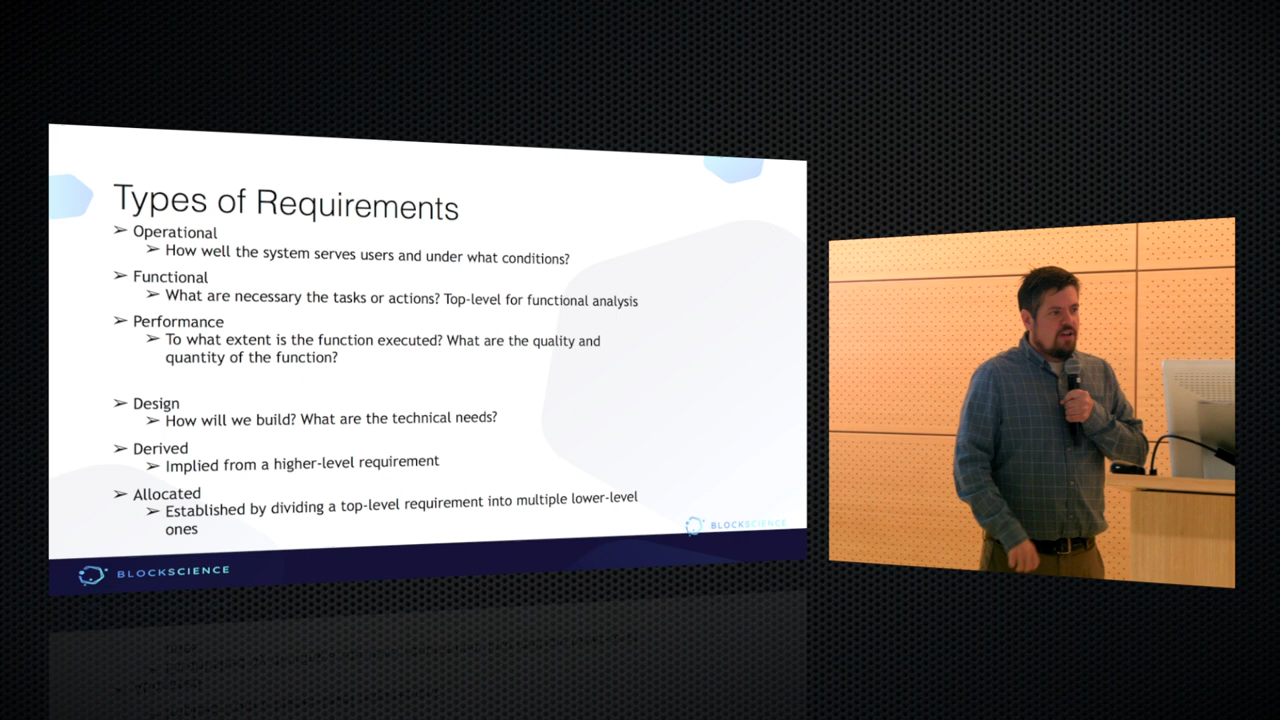 Types of Requirements
➢ Operational
➢ How well the system serves users and under what conditions?
➢ Functional
➢ What are necessary the tasks or actions? Top-level for functional analysis
➢ Performance
➢ To what extent is the function executed? What are the quality and
quantity of the function?
➢ Design
➢ How will we build? What are the technical needs?
➢ Derived
➢ Implied from a higher-level requirement
➢ Allocated
➢ Established by dividing a top-level requirement into multiple lower-level
ones
BLOCKSCIENCE
BLOCKSCIENCE